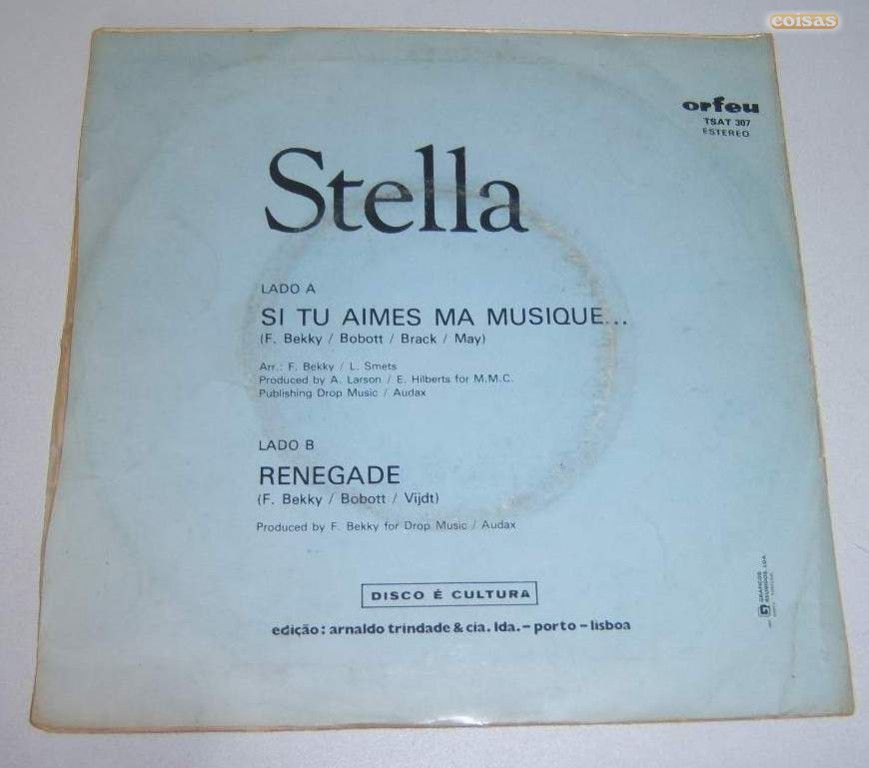 coisas
orfeu
TSAT 307
ESTEREO
Stella
LADO A
SI TU AIMES MA MUSIQUE...
(F. Bekky / Bobott / Brack / May)
Arr.: F. Bekky / L. Smets
Produced by A. Larson / E. Hilberts for M.M.C.
Publishing Drop Music / Audax
LADO B
RENEGADE
(F. Bekky / Bobott / Vijdt)
Produced by F. Bekky for Drop Music / Audax
DISCO É CULTURA
edição: arnaldo trindade & cia. lda. – porto – lisboa